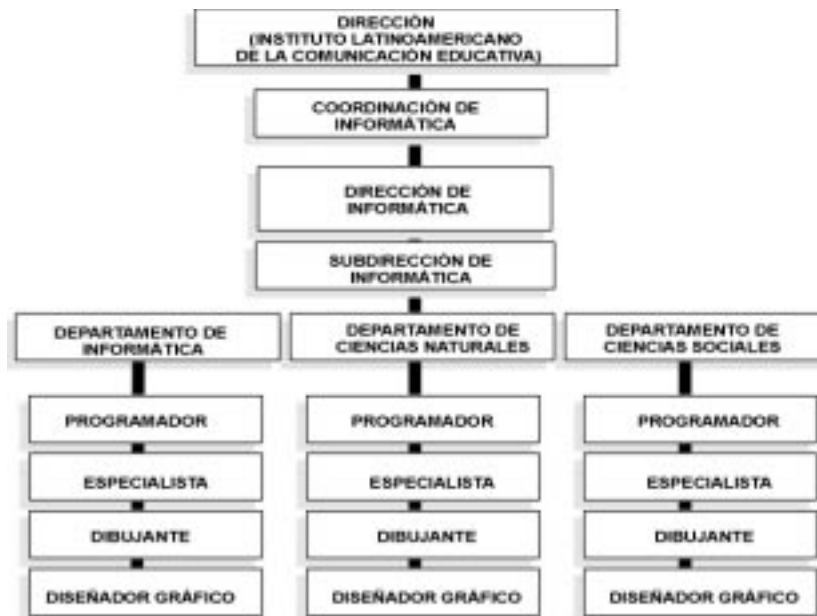 DIRECCIÓN
(INSTITUTO LATINOAMERICANO
DE LA COMUNICACIÓN EDUCATIVA)
COORDINACIÓN DE
INFORMÁTICA
DIRECCIÓN DE
INFORMÁTICA
SUBDIRECCIÓN DE
INFORMÁTICA
DEPARTAMENTO DE
INFORMÁTICA
DEPARTAMENTO DE
CIENCIAS NATURALES
DEPARTAMENTO DE
CIENCIAS SOCIALES
PROGRAMADOR
PROGRAMADOR
PROGRAMADOR
ESPECIALISTA
ESPECIALISTA
ESPECIALISTA
DIBUJANTE
DIBUJANTE
DIBUJANTE
DISEÑADOR GRÁFICO
DISEÑADOR GRÁFICO
DISEÑADOR GRÁFICO